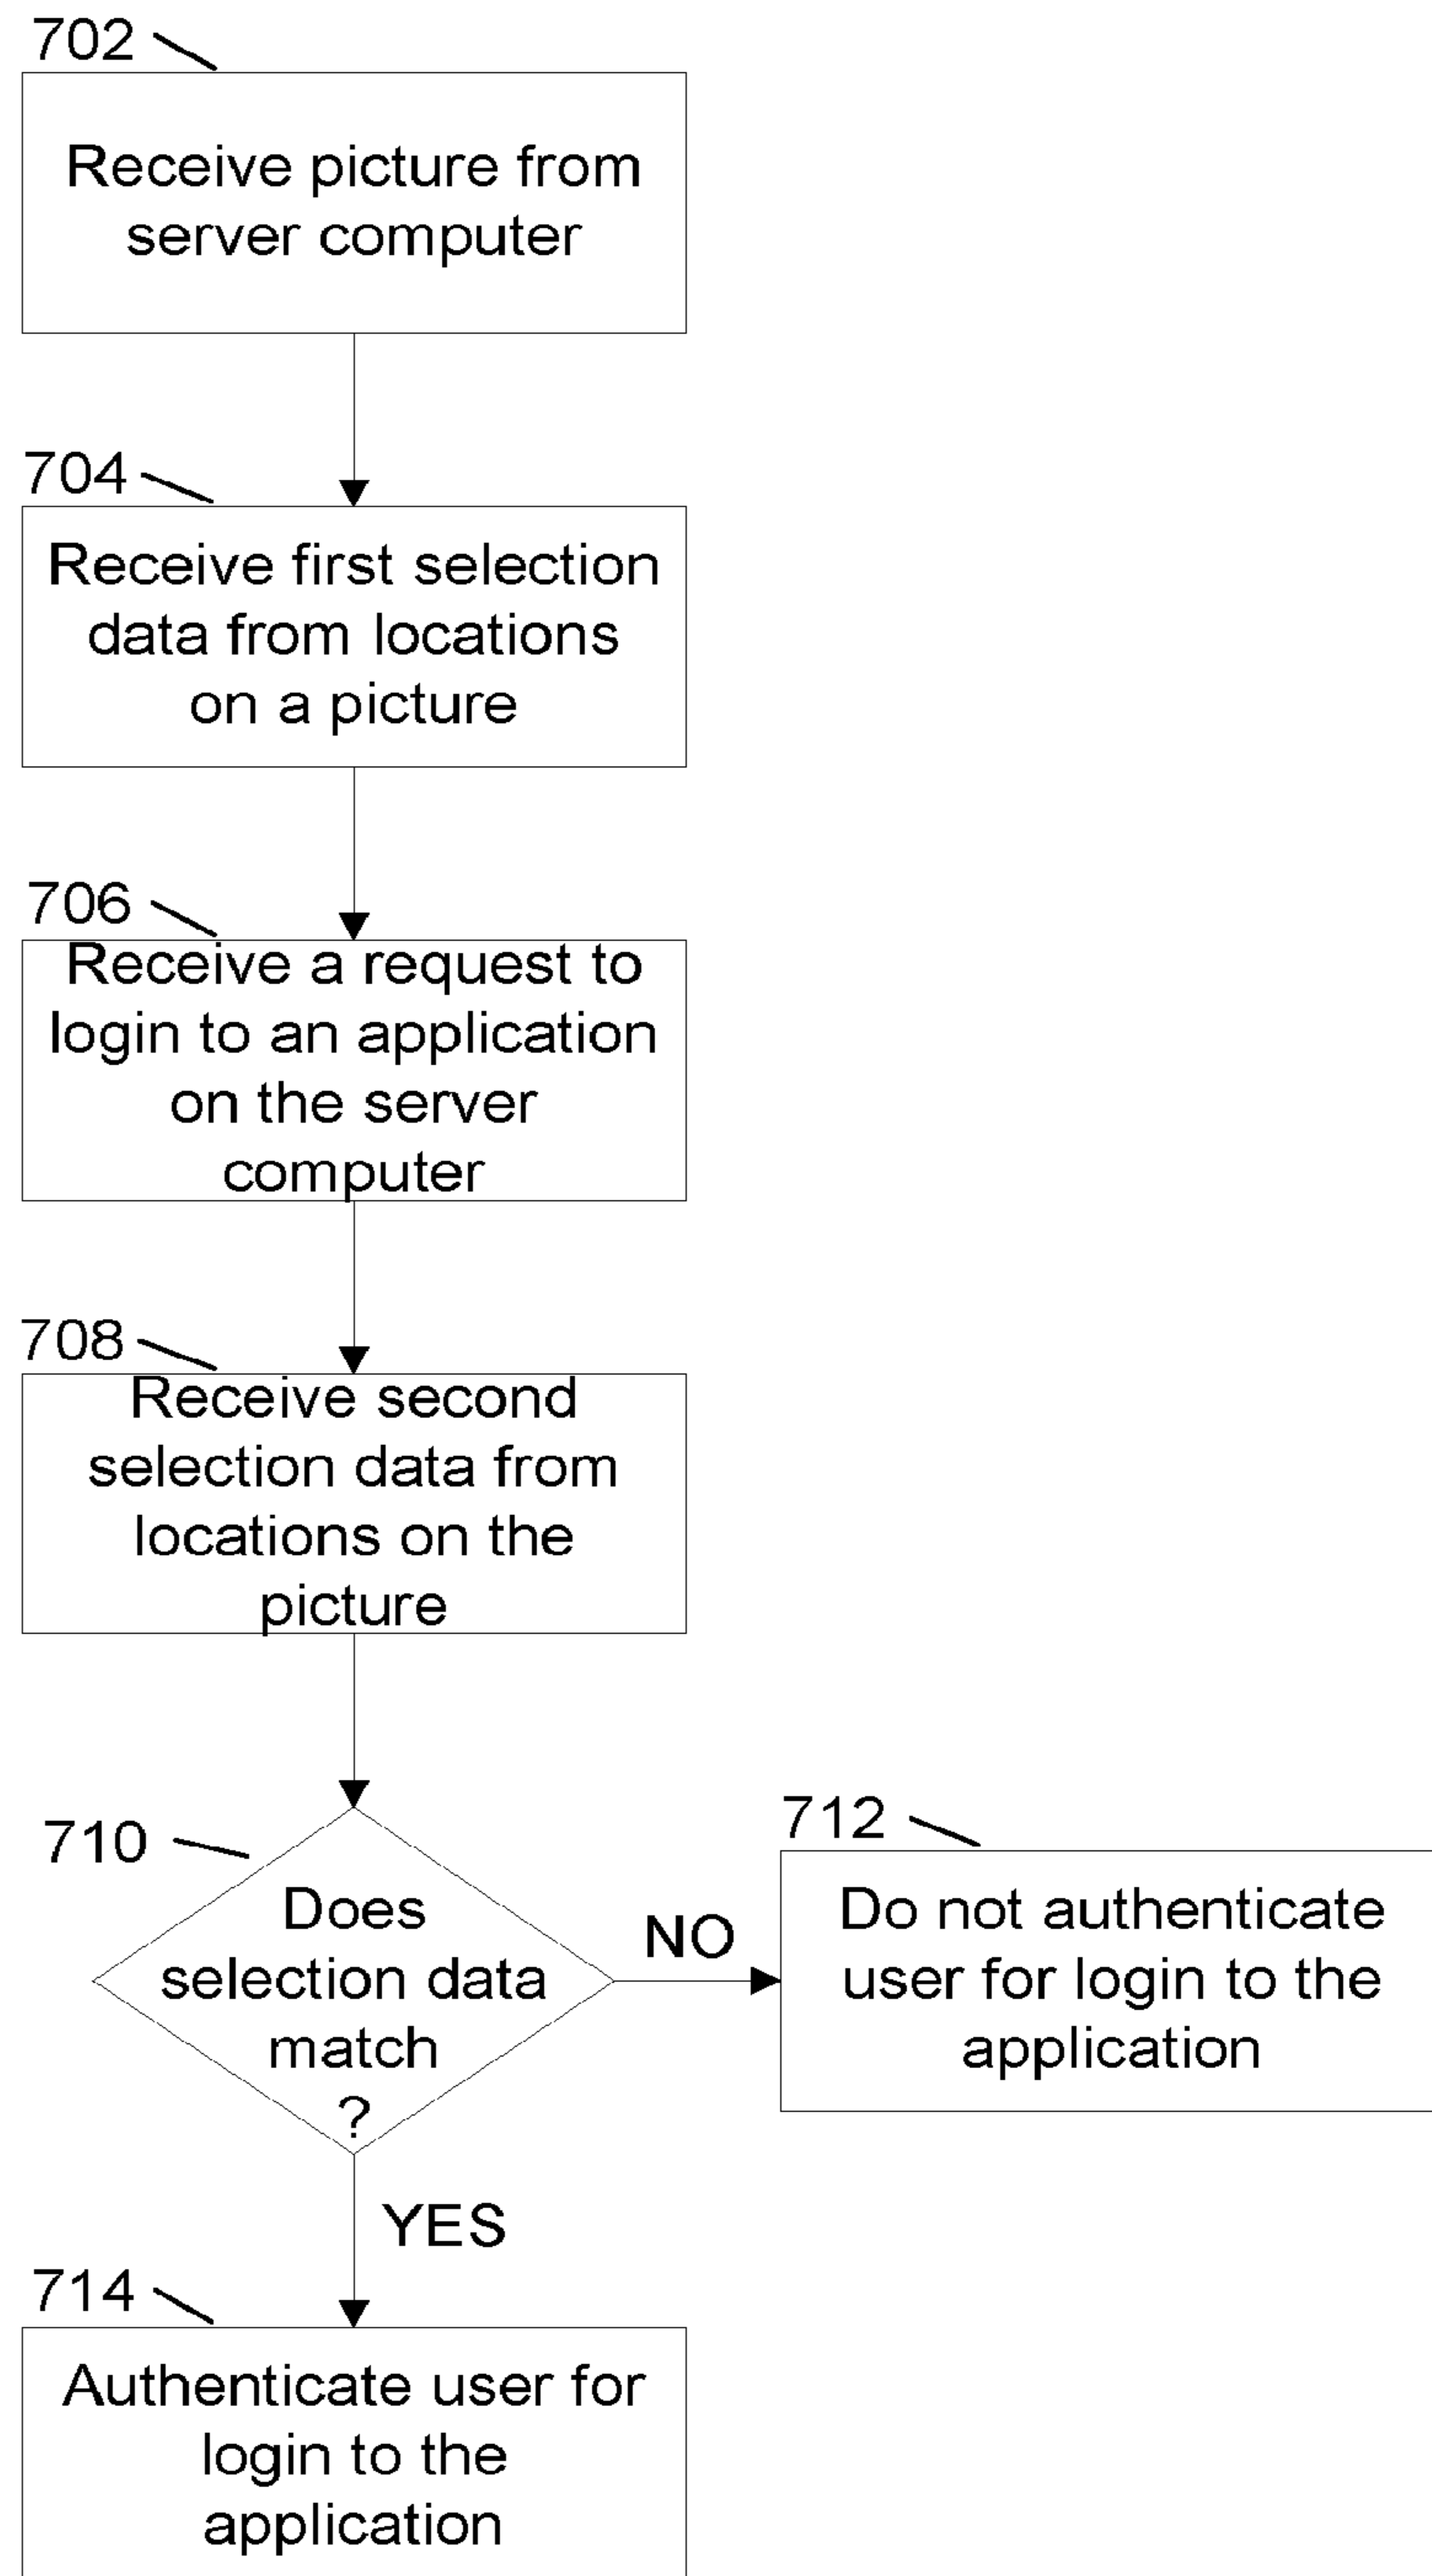 702
Receive picture from
server computer
704
Receive first selection
data from locations
on a picture
706
Receive a request to
login to an application
on the server
computer
708
Receive second
selection data from
locations on the
picture
710
Does
selection data
match
?
NO
712
Do not authenticate
user for login to the
application
YES
714
Authenticate user for
login to the
application